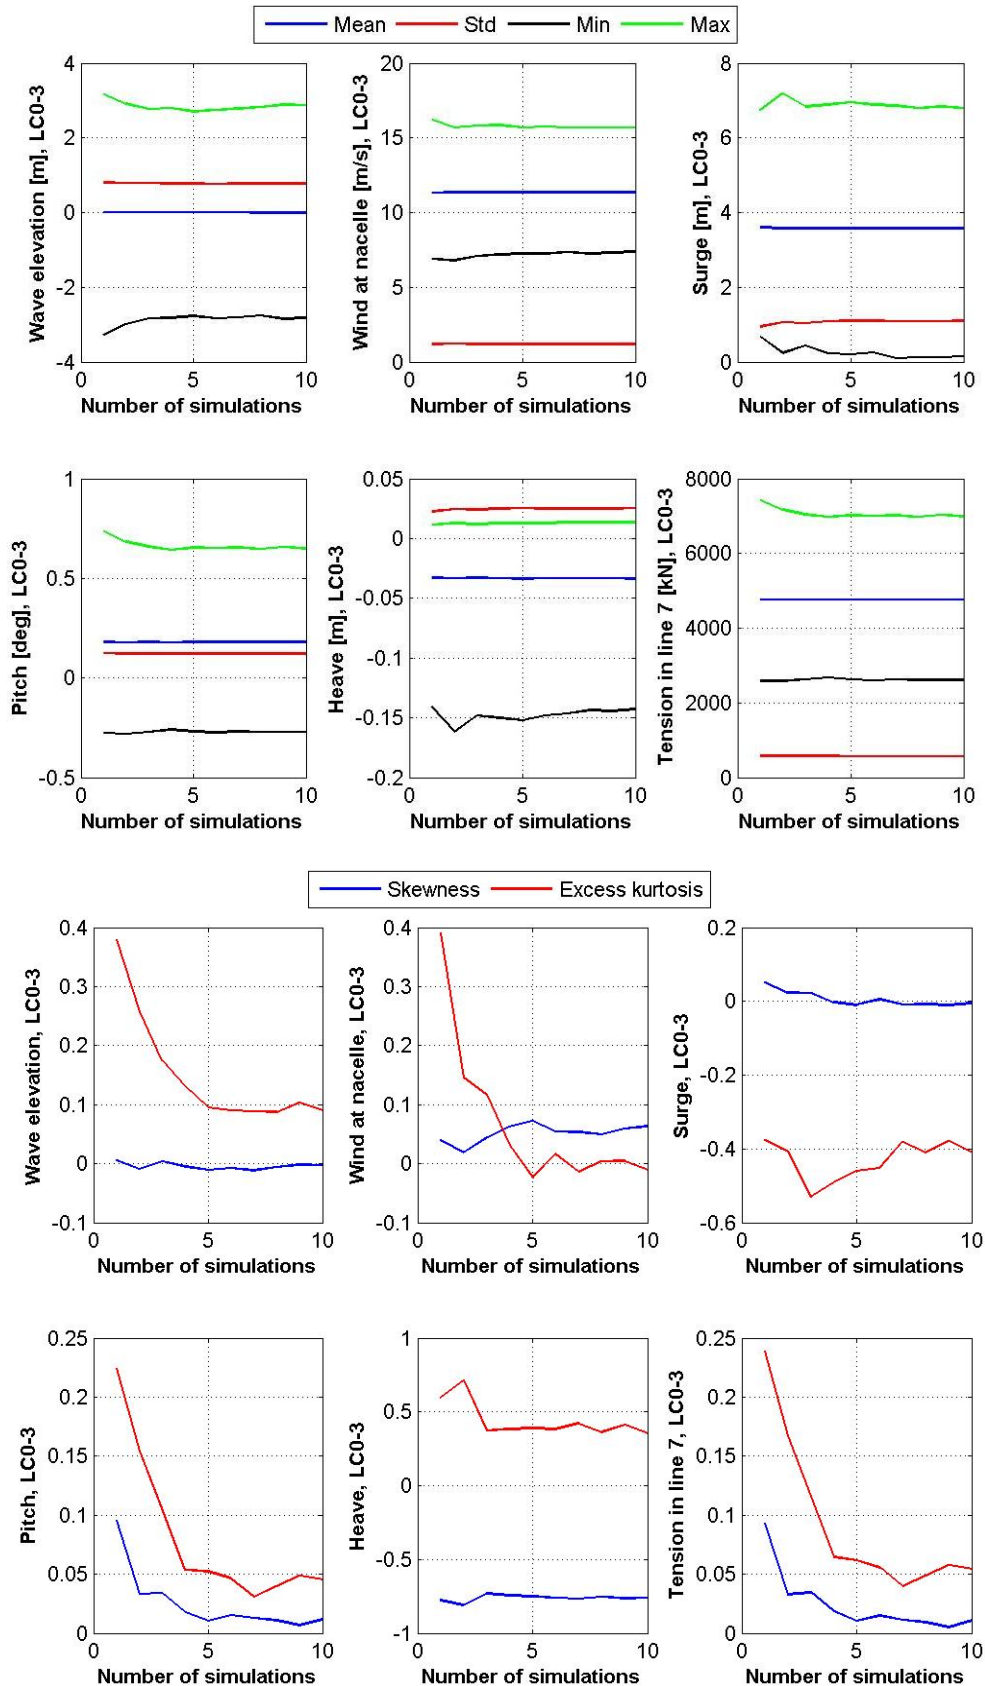 Mean Std Min Max
Wave elevation [m], LC0-3
4
2
0
-2
-4
0 5 10
Number of simulations
Wind at nacelle [m/s], LC0-3
20
15
10
5
0
0 5 10
Number of simulations
Surge [m], LC0-3
8
6
4
2
0
0 5 10
Number of simulations
Pitch [deg], LC0-3
1
0.5
0
-0.5
0 5 10
Number of simulations
Heave [m], LC0-3
0.05
0
-0.05
-0.1
-0.15
-0.2
0 5 10
Number of simulations
Tension in line 7 [kN], LC0-3
8000
6000
4000
2000
0
0 5 10
Number of simulations
Skewness Excess kurtosis
Wave elevation, LC0-3
0.4
0.3
0.2
0.1
0
-0.1
0 5 10
Number of simulations
Wind at nacelle, LC0-3
0.4
0.3
0.2
0.1
0
-0.1
0 5 10
Number of simulations
Surge, LC0-3
0.2
0
-0.2
-0.4
-0.6
0 5 10
Number of simulations
Pitch, LC0-3
0.25
0.2
0.15
0.1
0.05
0
0 5 10
Number of simulations
Heave, LC0-3
1
0.5
0
-0.5
-1
0 5 10
Number of simulations
Tension in line 7, LC0-3
0.25
0.2
0.15
0.1
0.05
0
0 5 10
Number of simulations